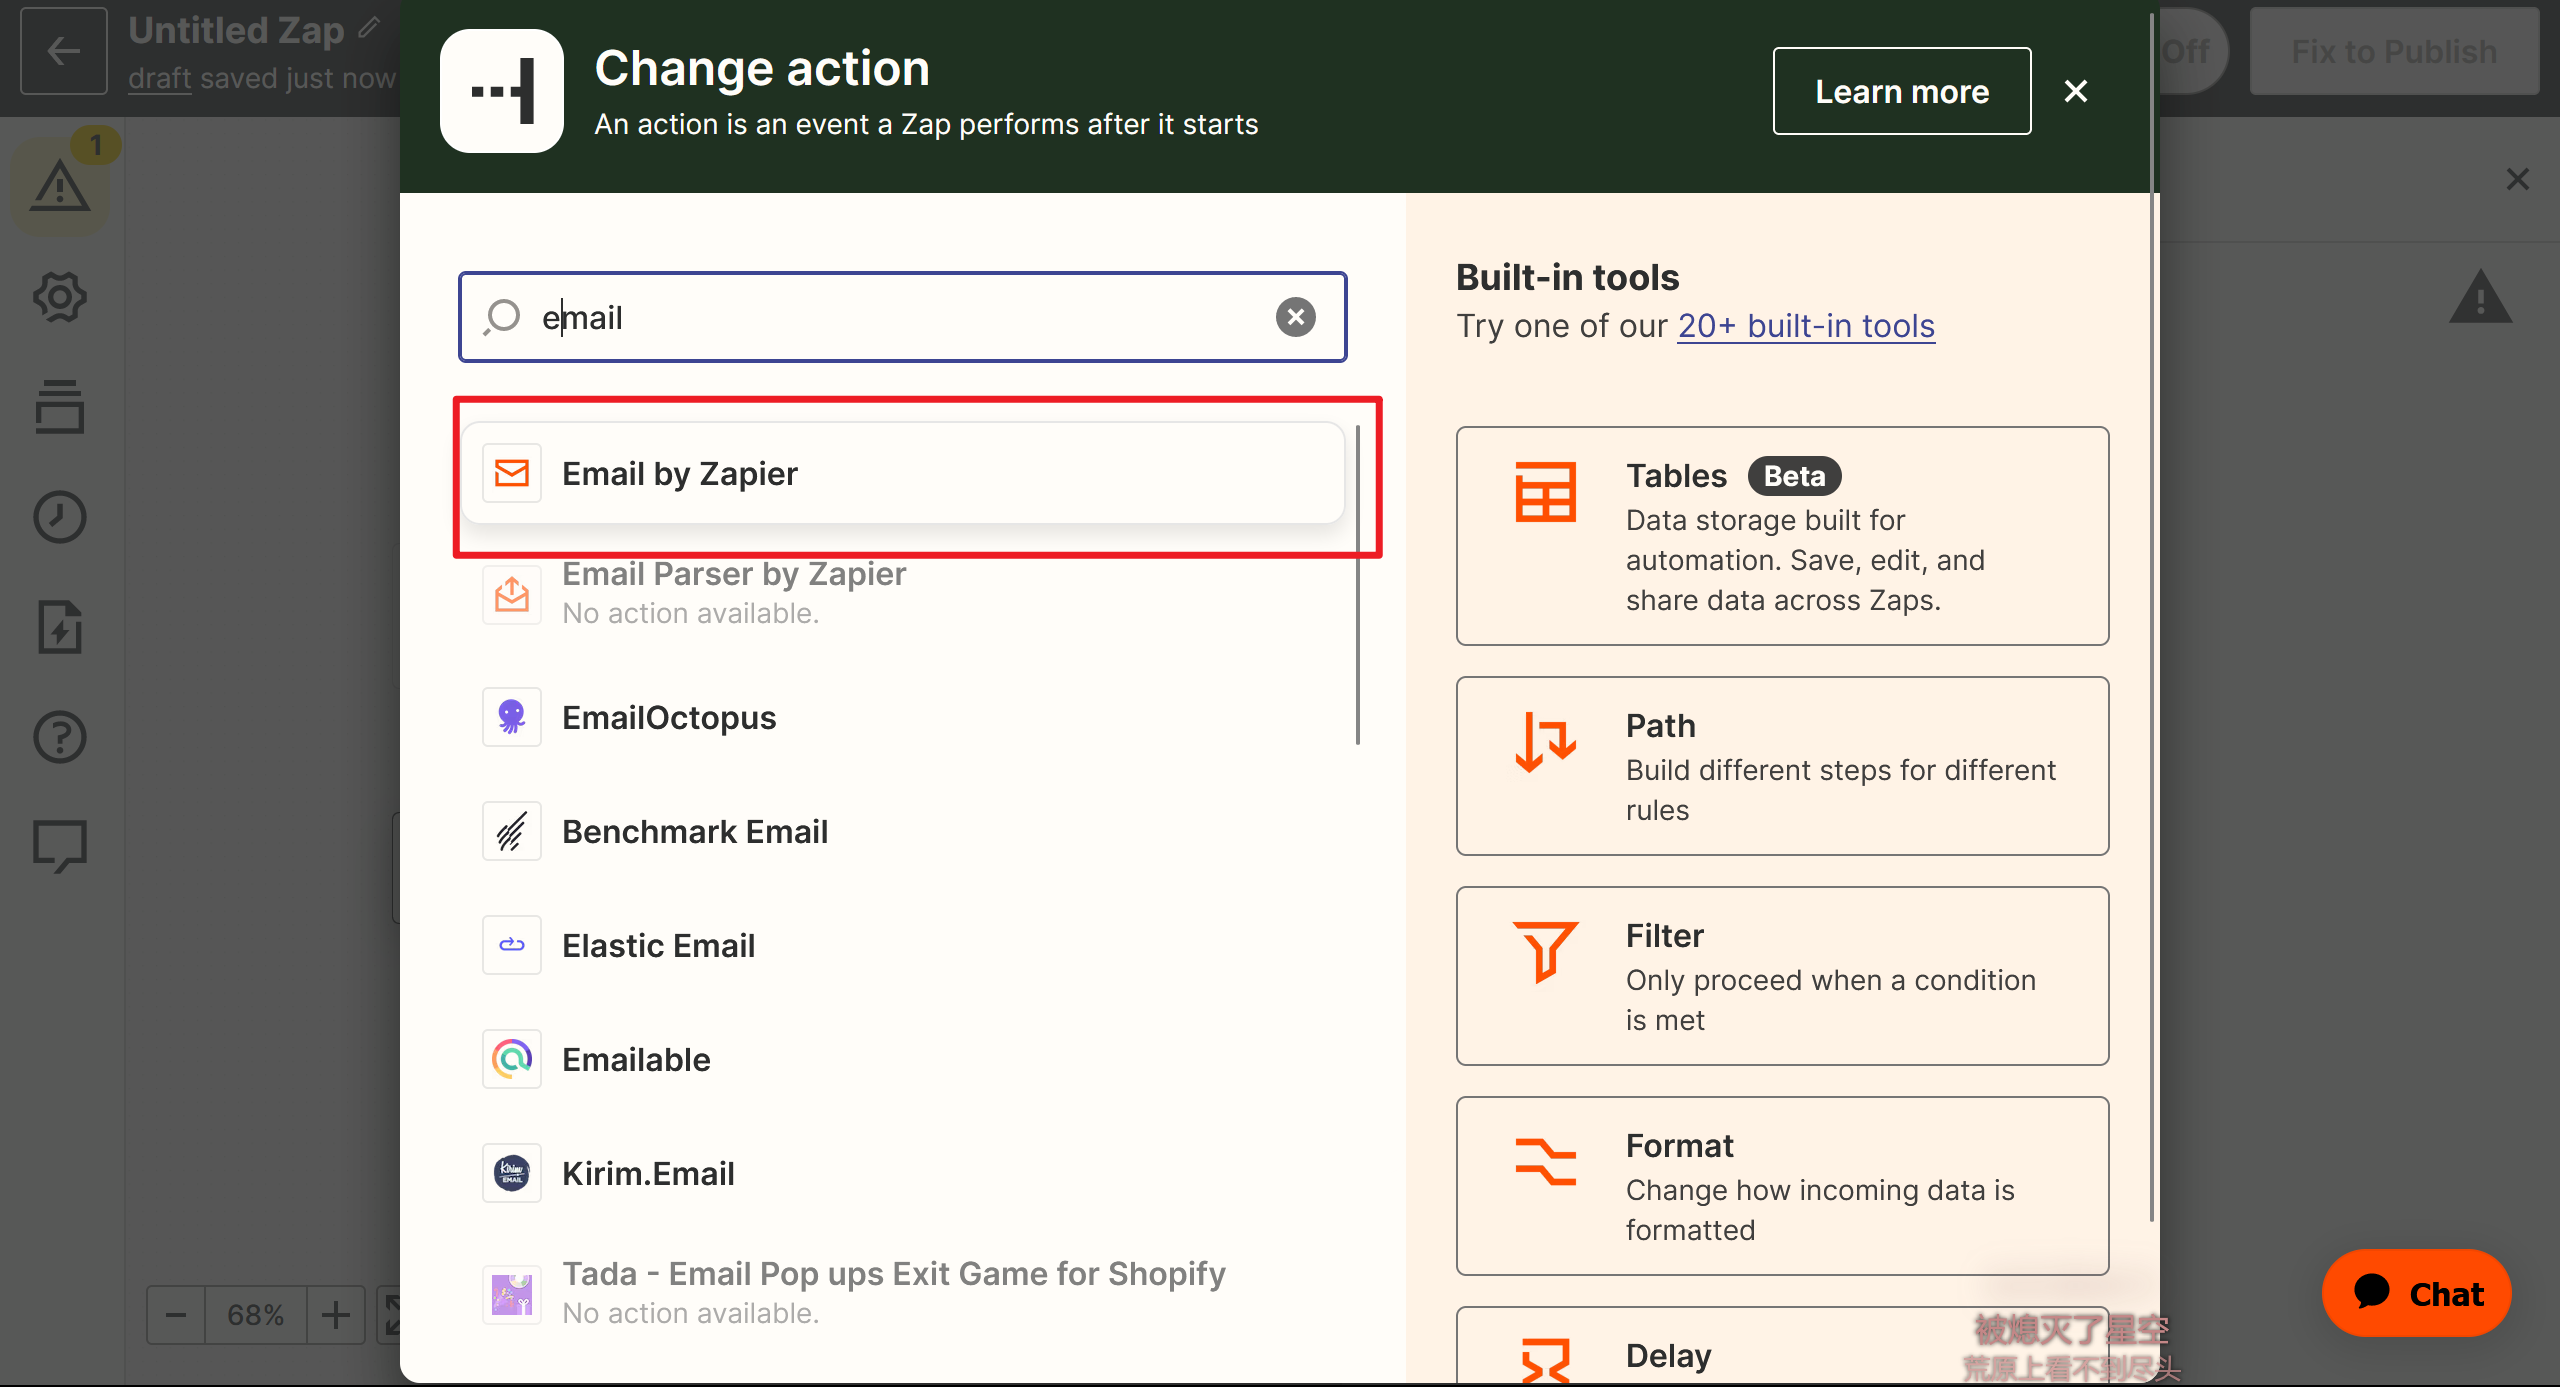 Untitled Zap
draft saved just now
Change action
An action is an event a Zap performs after it starts
Learn more
Off
Fix to Publish
1
email
Email by Zapier
Email Parser by Zapier
No action available.
EmailOctopus
Benchmark Email
Elastic Email
Emailable
Kirim.Email
Kirim
EMAIL
Tada - Email Pop ups Exit Game for Shopify
No action available.
68%
Built-in tools
Try one of our 20+ built-in tools
Tables Beta
Data storage built for
automation. Save, edit, and
share data across Zaps.
Path
Build different steps for different
rules
Filter
Only proceed when a condition
is met
Format
Change how incoming data is
formatted
Delay
Chat
被熄灭了星空
荒原上看不到尽头